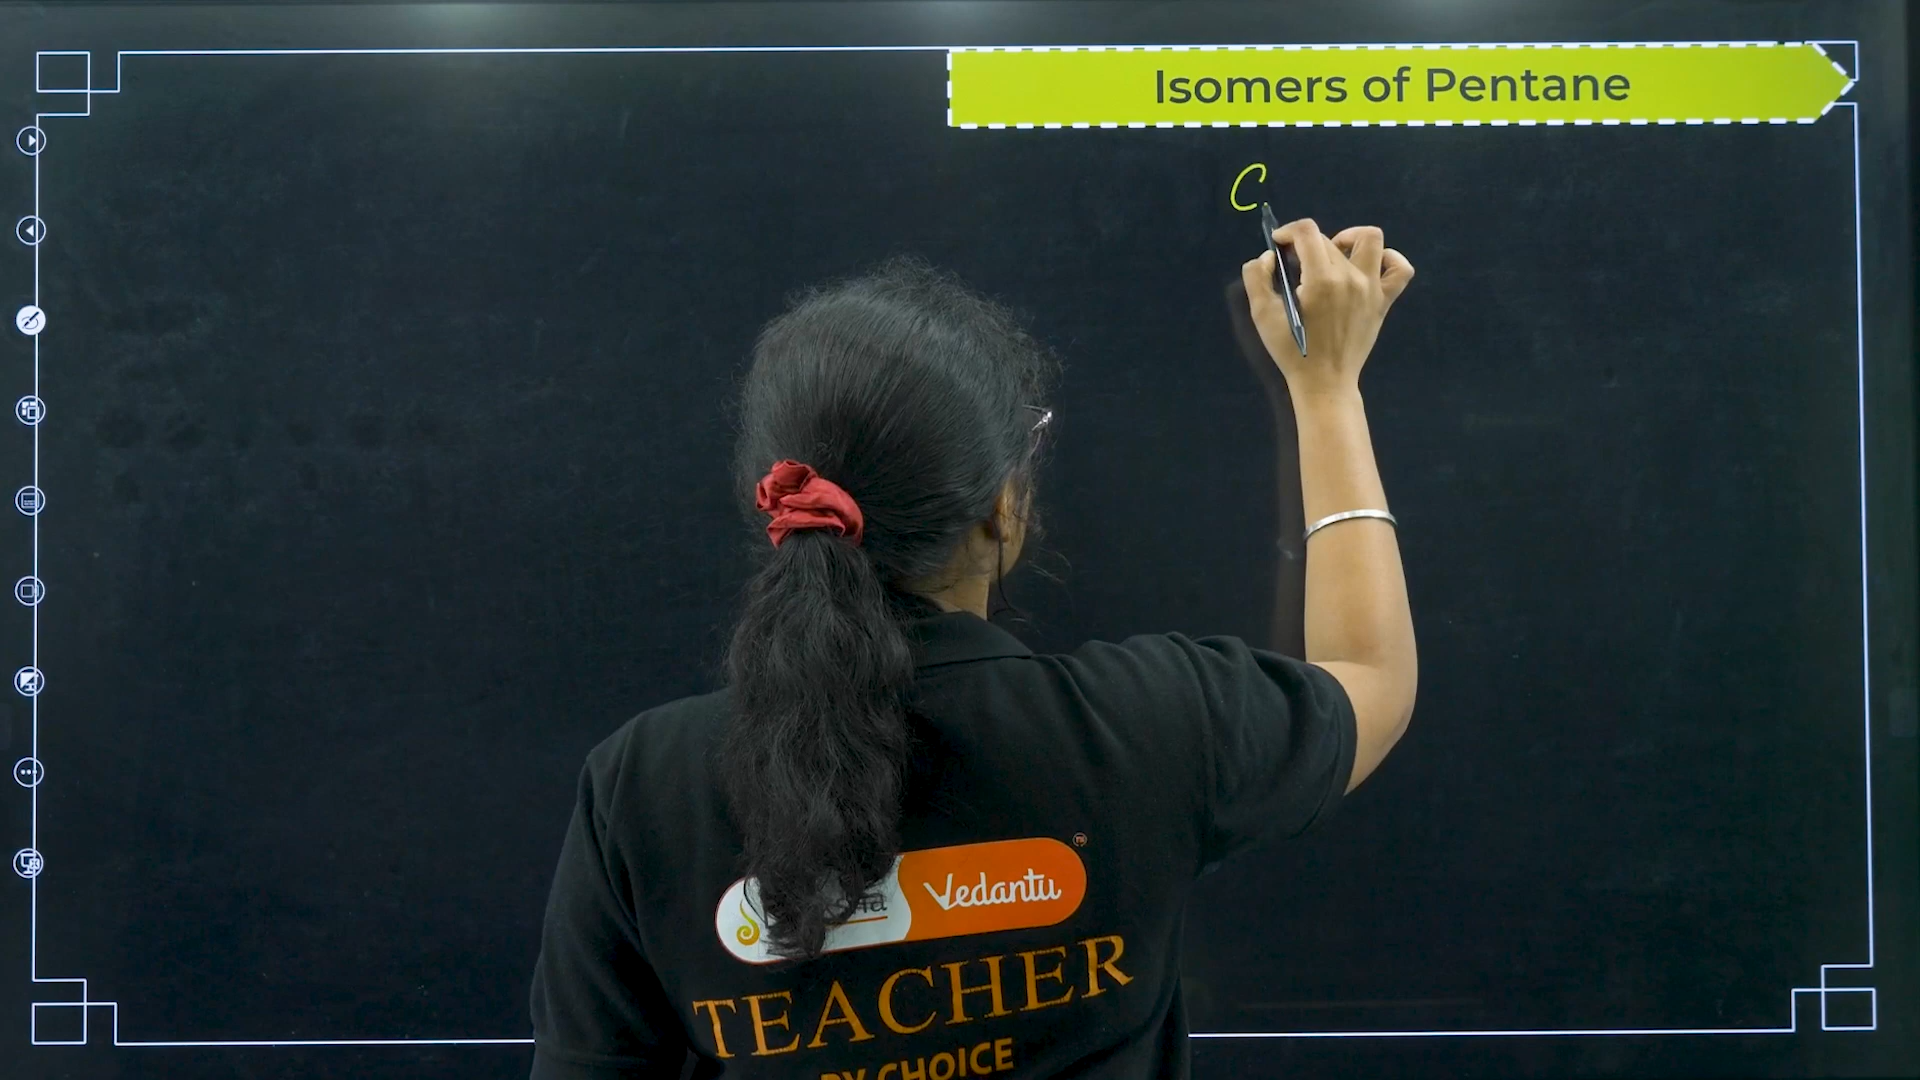 Isomers of Pentane
C
Vedantu
TEACHER
BY CHOICE